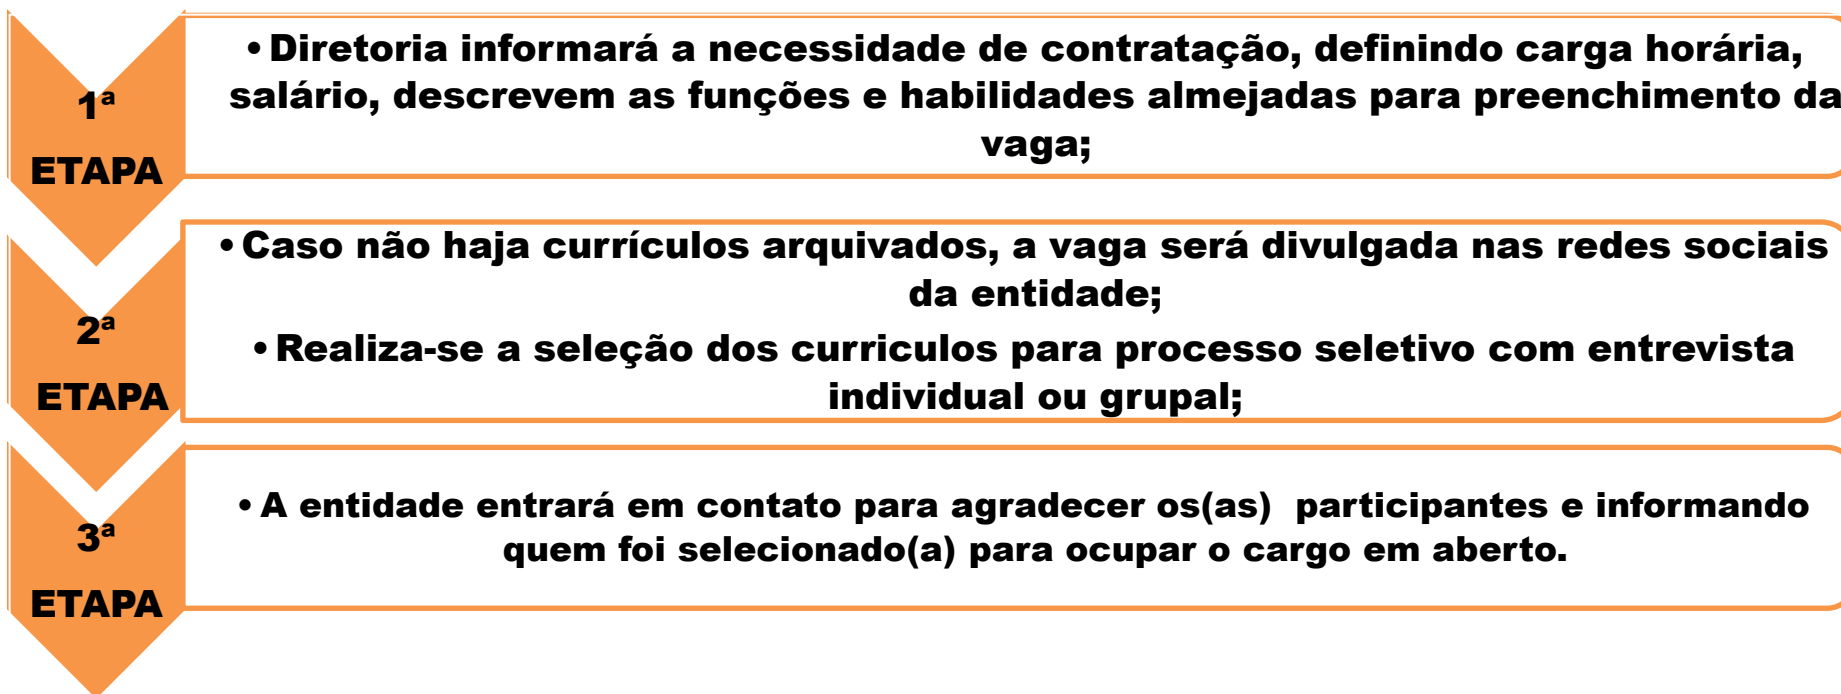 1ª
ETAPA
• Diretoria informará a necessidade de contratação, definindo carga horária,
salário, descrevem as funções e habilidades almejadas para preenchimento da
vaga;
2ª
ETAPA
• Caso não haja currículos arquivados, a vaga será divulgada nas redes sociais
da entidade;
• Realiza-se a seleção dos curriculos para processo seletivo com entrevista
individual ou grupal;
3ª
ETAPA
• A entidade entrará em contato para agradecer os(as) participantes e informando
quem foi selecionado(a) para ocupar o cargo em aberto.